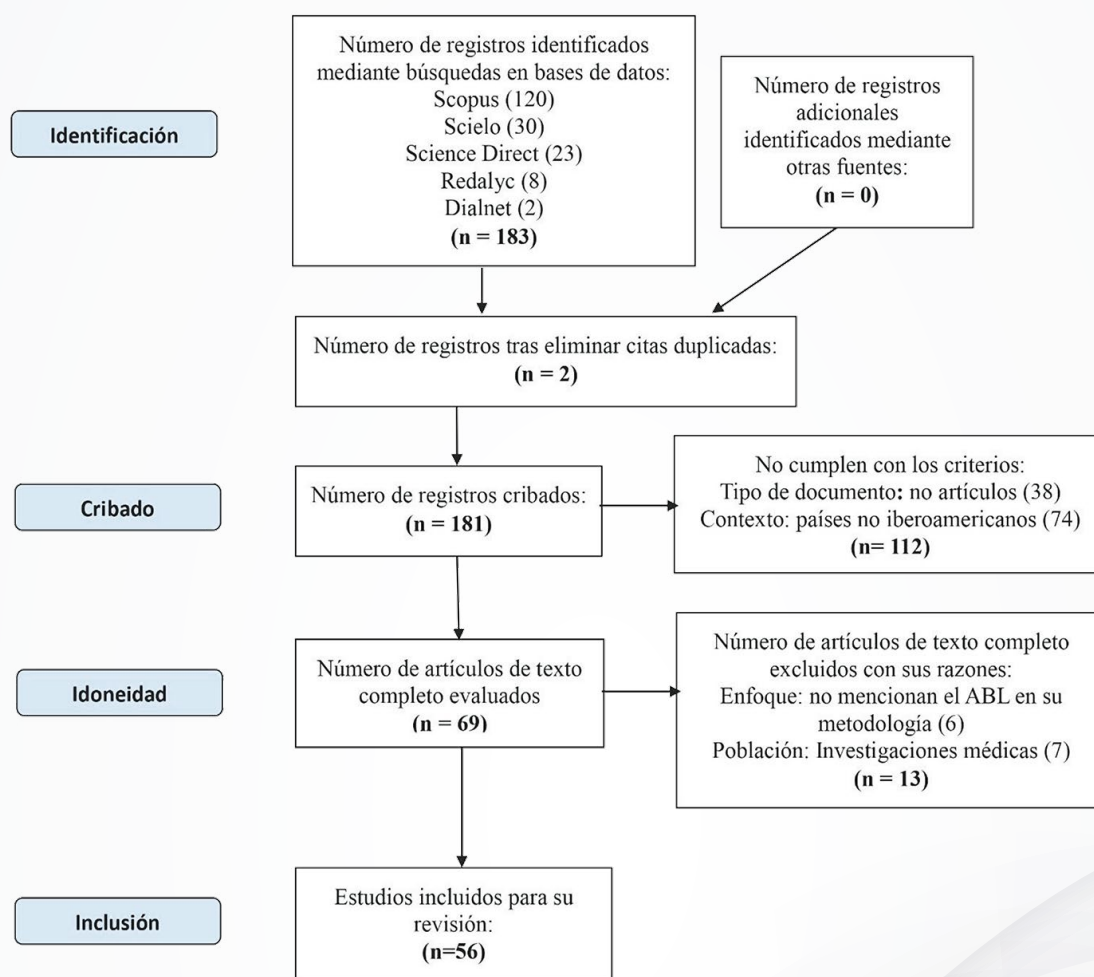 Identificación
Número de registros identificados
mediante búsquedas en bases de datos:
Scopus (120)
Scielo (30)
Science Direct (23)
Redalyc (8)
Dialnet (2)
(n = 183)
Número de registros
adicionales
identificados mediante
otras fuentes:
(n = 0)
Número de registros tras eliminar citas duplicadas:
(n = 2)
Cribado
Número de registros cribados:
(n = 181)
No cumplen con los criterios:
Tipo de documento: no artículos (38)
Contexto: países no iberoamericanos (74)
(n= 112)
Idoneidad
Número de artículos de texto
completo evaluados
(n = 69)
Número de artículos de texto completo
excluidos con sus razones:
Enfoque: no mencionan el ABL en su
metodología (6)
Población: Investigaciones médicas (7)
(n = 13)
Inclusión
Estudios incluidos para su
revisión:
(n=56)